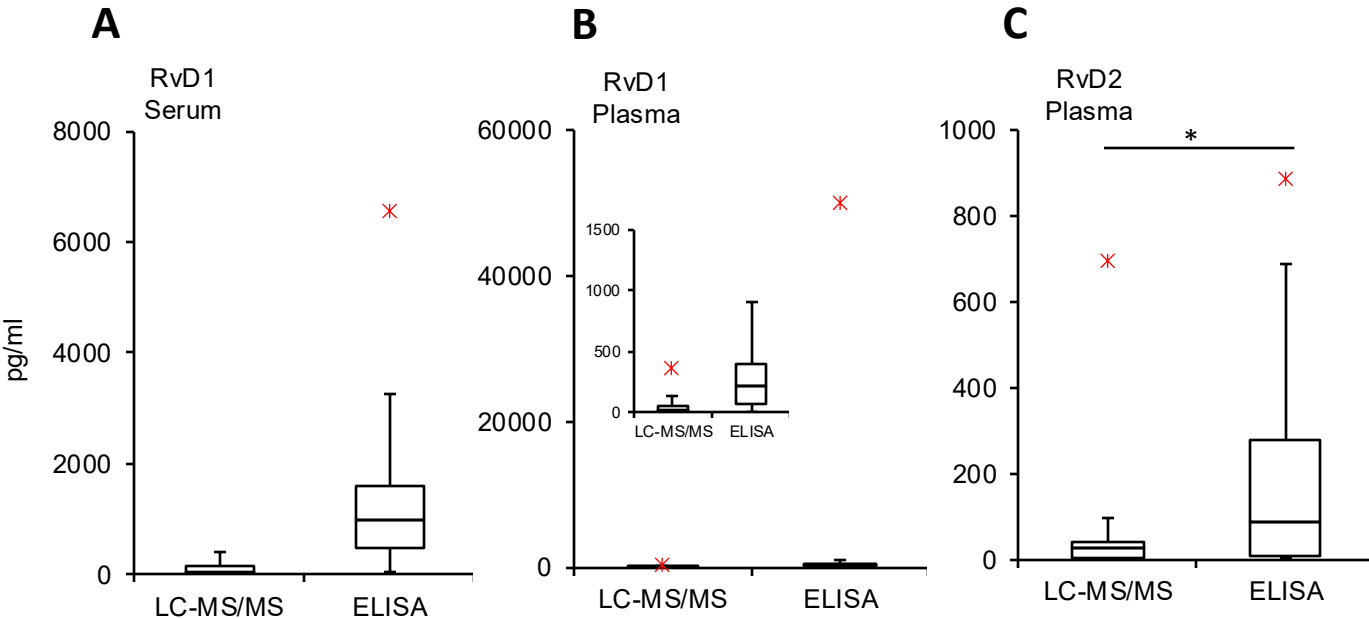 A
RvD1
Serum
pg/ml
8000
6000
4000
2000
0
LC-MS/MS
ELISA
B
RvD1
Plasma
60000
40000
20000
0
1500
1000
500
0
LC-MS/MS
ELISA
LC-MS/MS
ELISA
C
RvD2
Plasma
*
1000
800
600
400
200
0
LC-MS/MS
ELISA